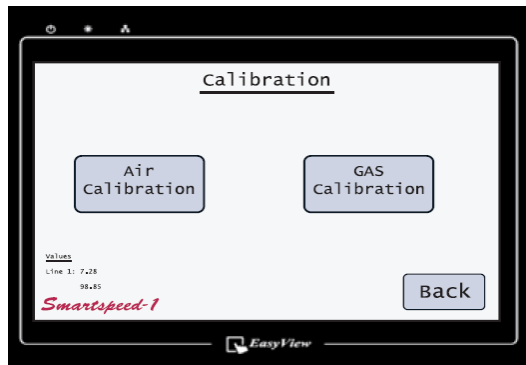 Calibration
Air
Calibration
GAS
Calibration
Values
Line 1: 7.28
98.85
Smartspeed-1
Back
EasyView